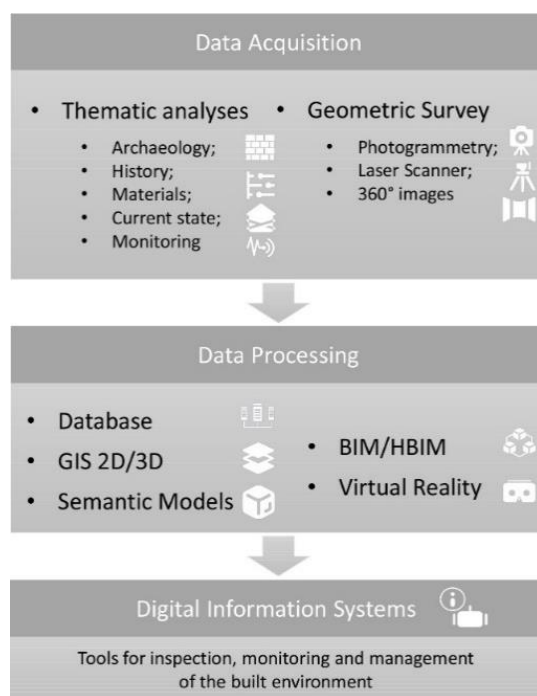 Data Acquisition
• Thematic analyses
• Archaeology;
• History;
• Materials;
• Current state;
• Monitoring
• Geometric Survey
• Photogrammetry;
• Laser Scanner;
• 360° images
Data Processing
• Database
• GIS 2D/3D
• Semantic Models
• BIM/HBIM
• Virtual Reality
Digital Information Systems
Tools for inspection, monitoring and management
of the built environment